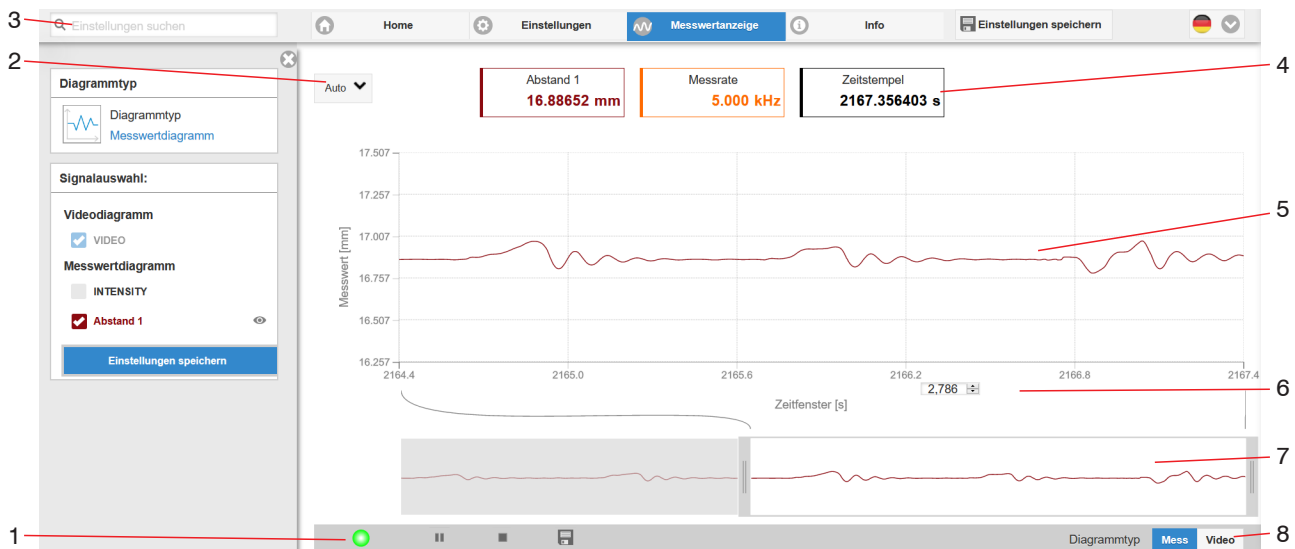 3
Einstellungen suchen
Home
Einstellungen
Messwertanzeige
Info
Einstellungen speichern
2
Auto
Abstand 1
16.88652 mm
Messrate
5.000 kHz
Zeitstempel
2167.356403 s
4
Diagrammtyp
Diagrammtyp
Messwertdiagramm
Signalauswahl:
Videodiagramm
VIDEO
Messwertdiagramm
INTENSITY
Abstand 1
Einstellungen speichern
Messwert [mm]
17.507
17.257
17.007
16.757
16.507
16.257
5
2164.4
2165.0
2165.6
2166.2
2166.8
2167.4
2,786
6
Zeitfenster [s]
7
1
Diagrammtyp
Mess
Video
8